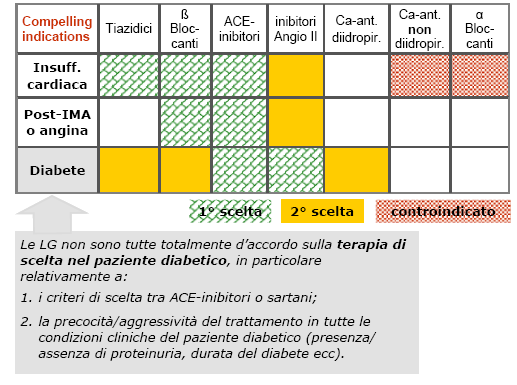 Compelling indications
Tiazidici
ß Bloc-canti
ACE-inibitori
inibitori Angio II
Ca-ant. diidropir.
Ca-ant. non diidropir.
α Bloc-canti
Insuff. cardiaca
Post-IMA o angina
Diabete
1° scelta
2° scelta
controindicato
Le LG non sono tutte totalmente d'accordo sulla terapia di
scelta nel paziente diabetico, in particolare
relativamente a:
1. i criteri di scelta tra ACE-inibitori o sartani;
2. la precocità/aggressività del trattamento in tutte le
condizioni cliniche del paziente diabetico (presenza/
assenza di proteinuria, durata del diabete ecc).